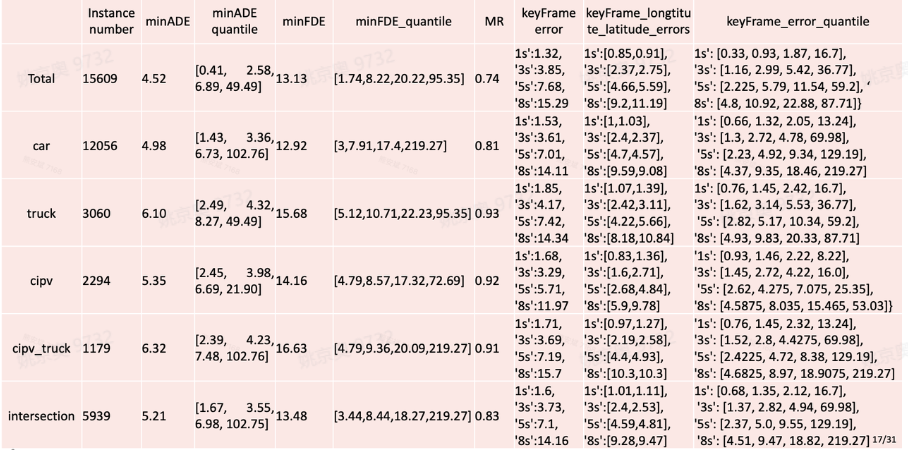 Instance number minADE minADE quantile minFDE minFDE_quantile MR keyFrame error keyFrame_longtitute_latitude_errors keyFrame_error_quantile
Total 15609 4.52 [0.41, 2.58, 6.89, 49.49] 13.13 [1.74,8.22,20.22,95.35] 0.74
1s':1.32, 1s':[0.85,0.91], 1s': [0.33, 0.93, 1.87, 16.7],
'3s':3.85, '3s':[2.37,2.75], '3s': [1.16, 2.99, 5.42, 36.77],
'5s':7.68, '5s':[4.66,5.59], '5s': [2.225, 5.79, 11.54, 59.2], ‘
'8s':15.29 '8s':[9.2,11.19] 8s': [4.8, 10.92, 22.88, 87.71]}
car 12056 4.98 [1.43, 3.36, 6.73, 102.76] 12.92 [3,7.91,17.4,219.27] 0.81
1s':1.53, 1s':[1,1.03], '1s': [0.66, 1.32, 2.05, 13.24],
'3s':3.61, '3s':[2.4,2.37], '3s': [1.3, 2.72, 4.78, 69.98],
'5s':7.01, '5s':[4.7,4.57], '5s': [2.23, 4.92, 9.34, 129.19],
'8s':14.11 '8s':[9.59,9.08] '8s': [4.37, 9.35, 18.46, 219.27]
truck 3060 6.10 [2.49, 4.32, 8.27, 49.49] 15.68 [5.12,10.71,22.23,95.35] 0.93
1s':1.85, 1s':[1.07,1.39], 1s': [0.76, 1.45, 2.42, 16.7],
'3s':4.17, '3s':[2.42,3.11], '3s': [1.62, 3.14, 5.53, 36.77],
'5s':7.42, '5s':[4.22,5.66], '5s': [2.82, 5.17, 10.34, 59.2],
'8s':14.34 '8s':[8.18,10.84] '8s': [4.93, 9.83, 20.33, 87.71]
cipv 2294 5.35 [2.45, 3.98, 6.69, 21.90] 14.16 [4.79,8.57,17.32,72.69] 0.92
1s':1.68, 1s':[0.83,1.36], 1s': [0.93, 1.46, 2.22, 8.22],
'3s':3.29, '3s':[1.6,2.71], '3s': [1.45, 2.72, 4.22, 16.0],
'5s':5.71, '5s':[2.68,4.84], '5s': [2.62, 4.275, 7.075, 25.35],
'8s':11.97 '8s':[5.9,9.78] '8s': [4.5875, 8.035, 15.465, 53.03]}
cipv_truck 1179 6.32 [2.39, 4.23, 7.48, 102.76] 16.63 [4.79,9.36,20.09,219.27] 0.91
1s':1.71, 1s':[0.97,1.27], 1s': [0.76, 1.45, 2.32, 13.24],
'3s':3.69, '3s':[2.19,2.58], '3s': [1.52, 2.8, 4.4275, 69.98],
'5s':7.19, '5s':[4.4,4.93], '5s': [2.4225, 4.72, 8.38, 129.19],
'8s':15.7 '8s':[10.3,10.3] '8s': [4.6825, 8.97, 18.9075, 219.27]
intersection 5939 5.21 [1.67, 3.55, 6.98, 102.75] 13.48 [3.44,8.44,18.27,219.27] 0.83
1s':1.6, 1s':[1.01,1.11], 1s': [0.68, 1.35, 2.12, 16.7],
'3s':3.73, '3s':[2.4,2.53], '3s': [1.37, 2.82, 4.94, 69.98],
'5s':7.1, '5s':[4.59,4.81], '5s': [2.37, 5.0, 9.55, 129.19],
'8s':14.16 '8s':[9.28,9.47] '8s': [4.51, 9.47, 18.82, 219.27] 17/31